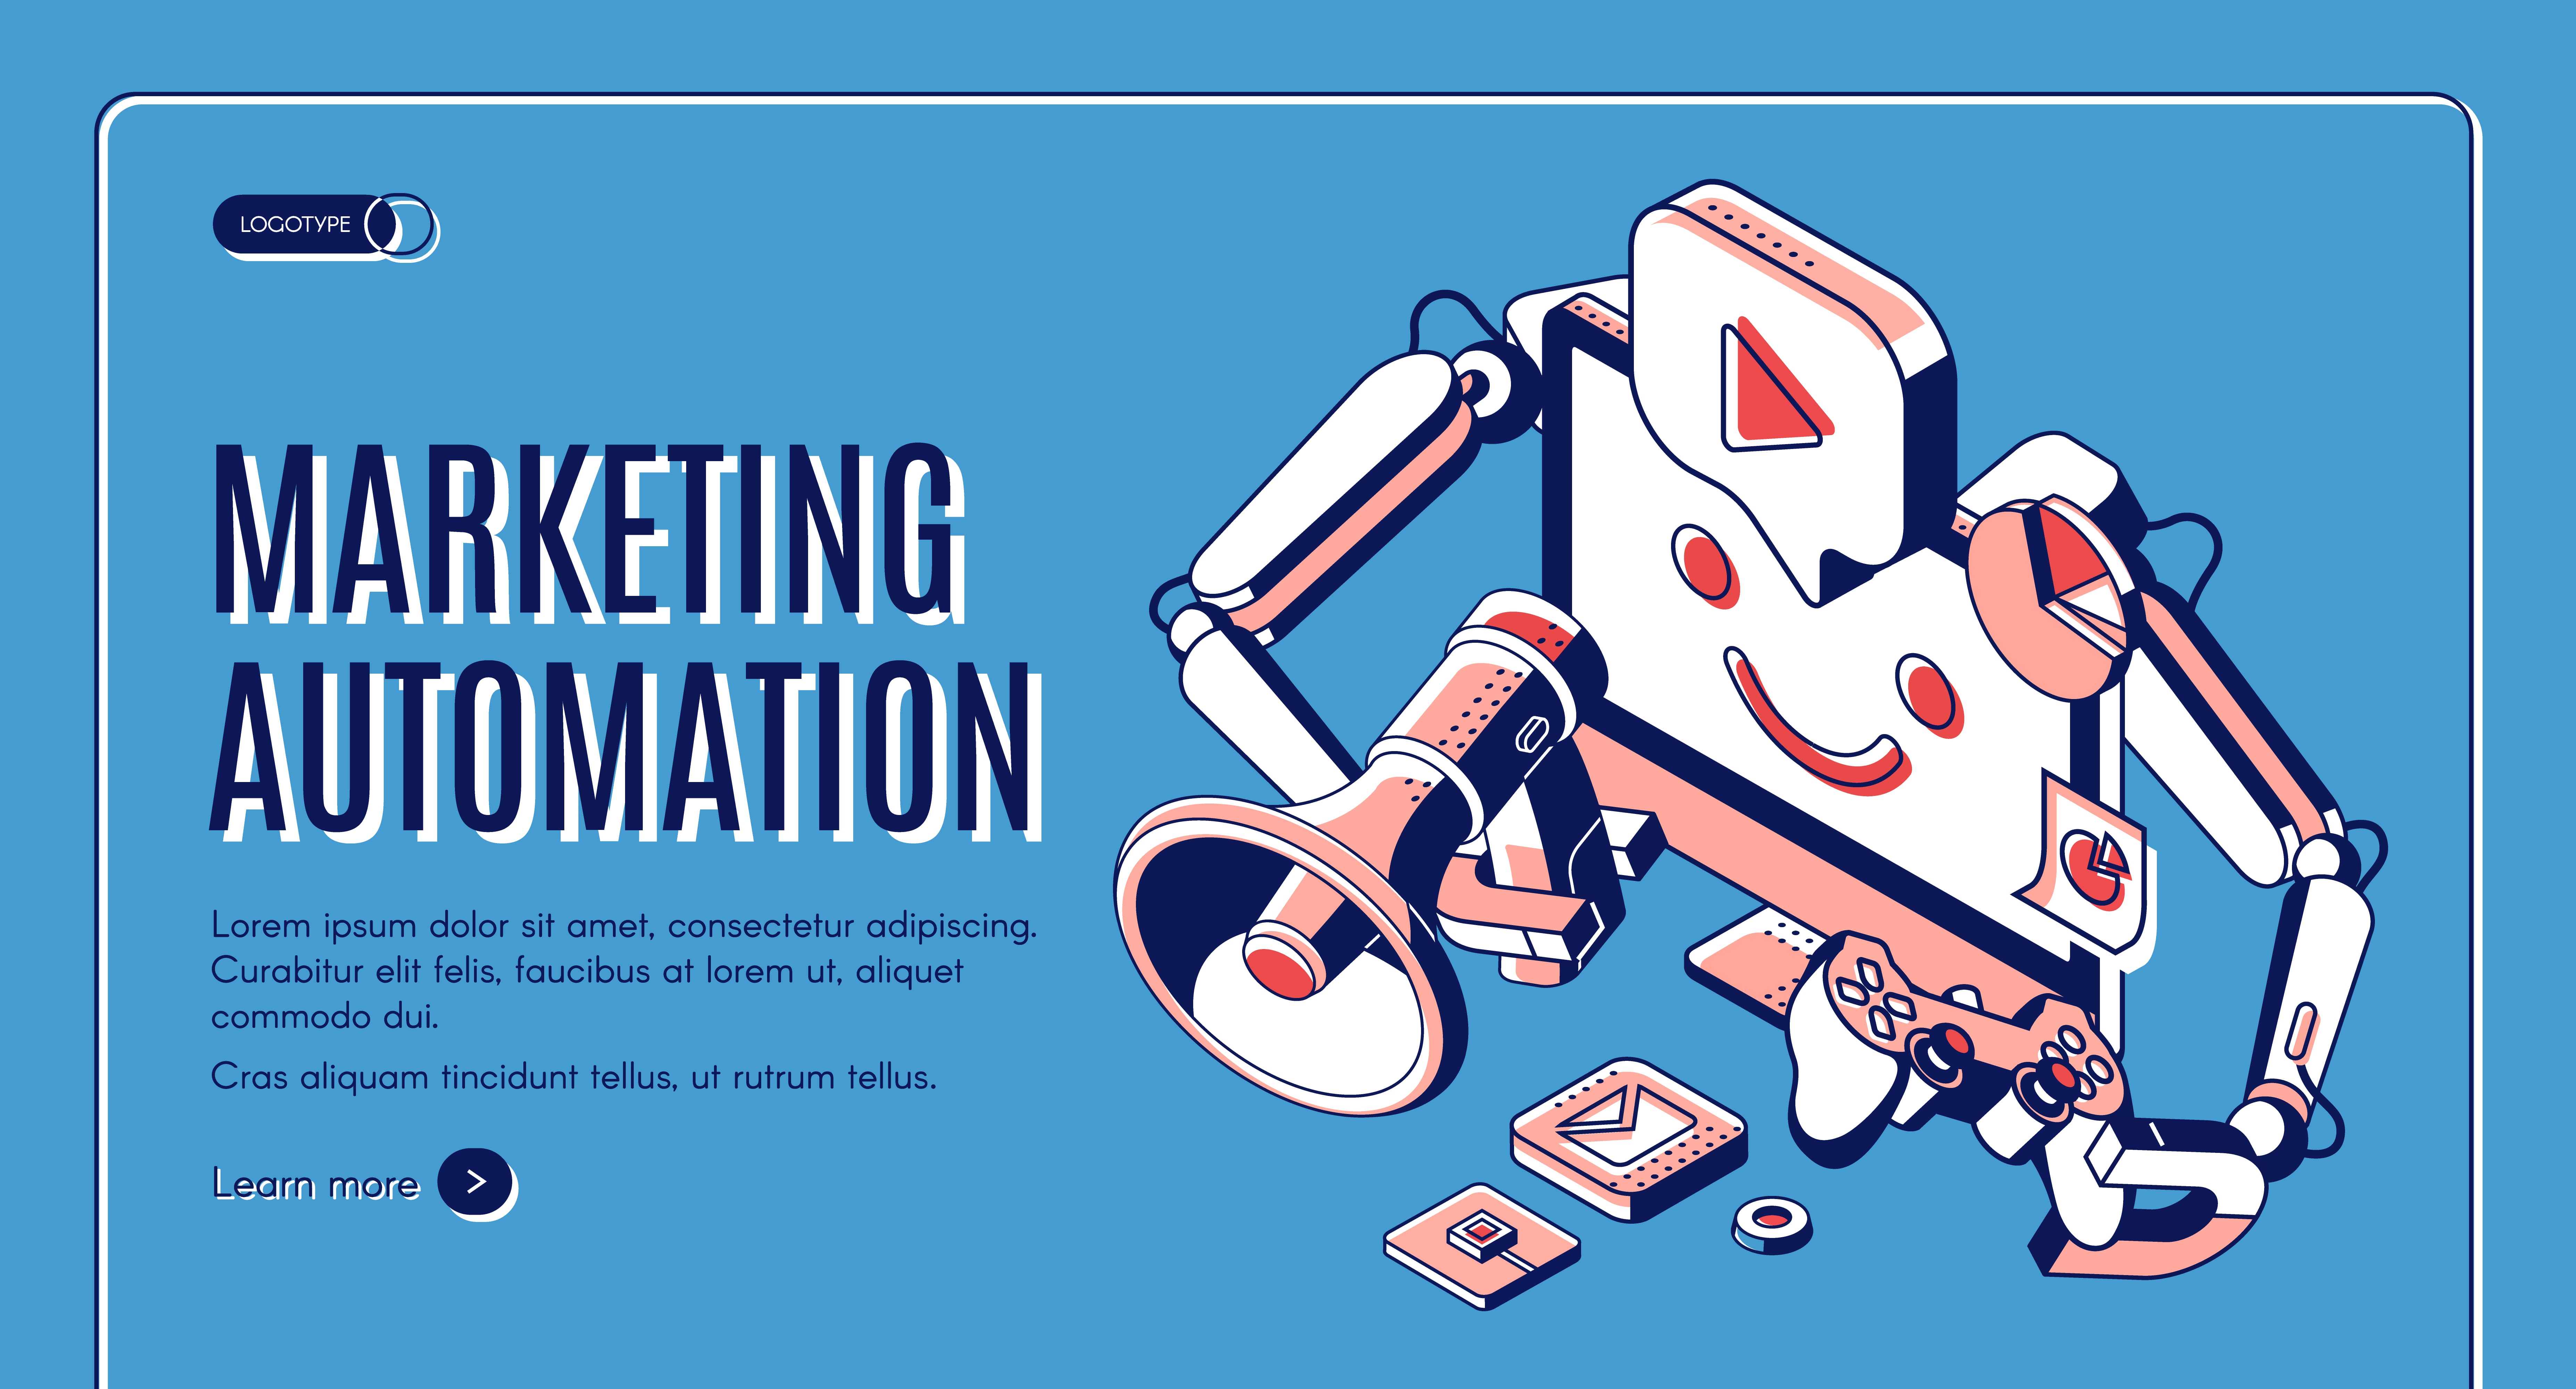 LOGOTYPE
MARKETING
AUTOMATION
Lorem ipsum dolor sit amet, consectetur adipiscing.
Curabitur elit felis, faucibus at lorem ut, aliquet
commodo dui.
Cras aliquam tincidunt tellus, ut rutrum tellus.
Learn more